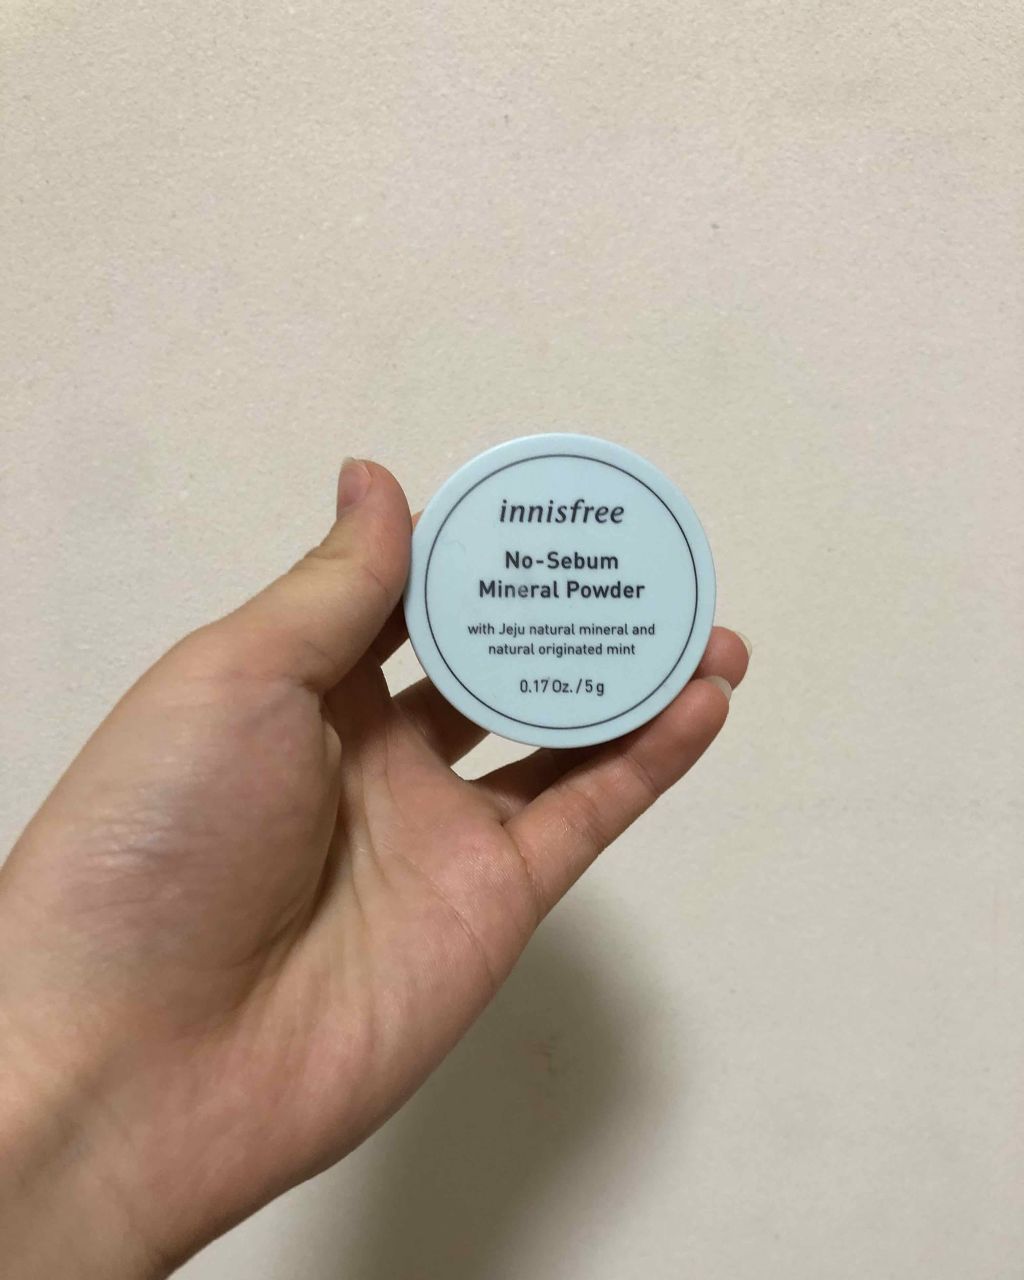 innisfree
No-Sebum
Mineral Powder
with Jeju natural mineral and
natural originated mint
0.17 Oz. / 5 g